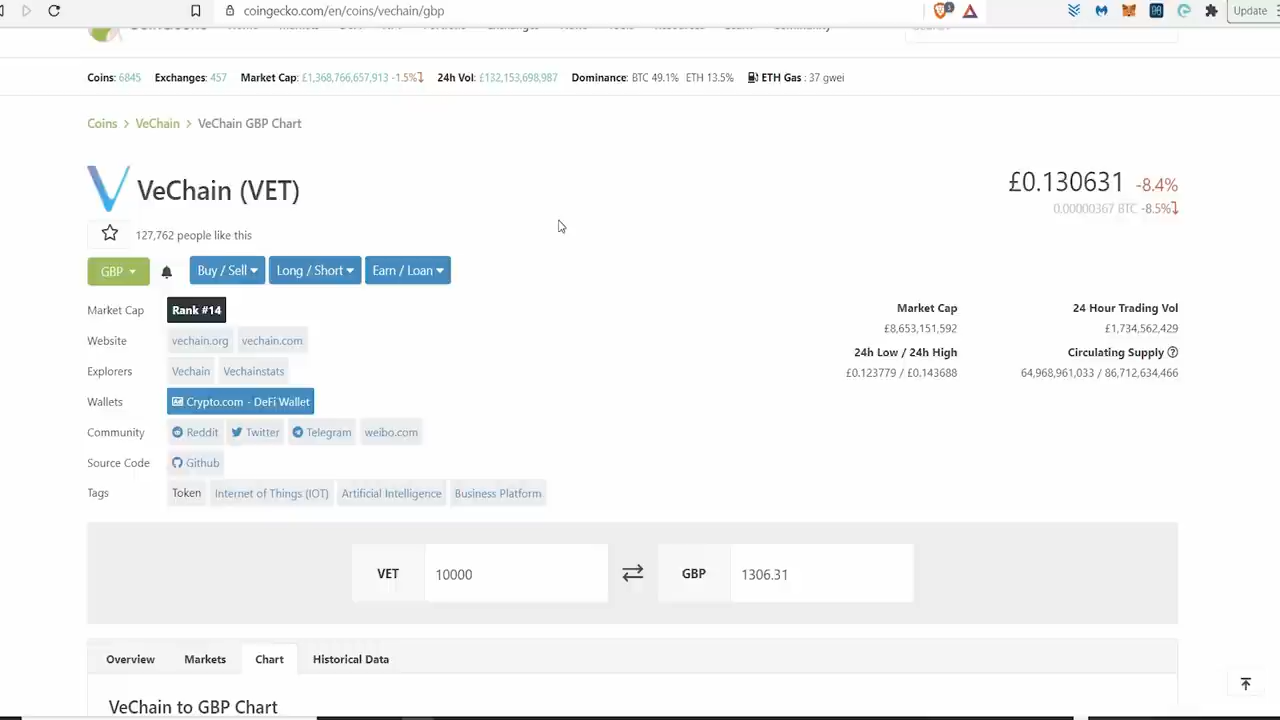 coingecko.com/en/coins/vechain/gbp
Update
Coins: 6845 Exchanges: 457 Market Cap: £1,368,766,657,913 -1.5% 24h Vol: £132,153,698,987 Dominance: BTC 49.1% ETH 13.5% ETH Gas : 37 gwei
Coins > VeChain > VeChain GBP Chart
VeChain (VET)
£0.130631 -8.4%
0.00000367 BTC -8.5%
127,762 people like this
GBP Buy / Sell Long / Short Earn / Loan
Market Cap Rank #14
Website vechain.org vechain.com
Explorers Vechain Vechainstats
Wallets Crypto.com - DeFi Wallet
Community Reddit Twitter Telegram weibo.com
Source Code Github
Tags Token Internet of Things (IOT) Artificial Intelligence Business Platform
Market Cap 24 Hour Trading Vol
£8,653,151,592 £1,734,562,429
24h Low / 24h High Circulating Supply
£0.123779 / £0.143688 64,968,961,033 / 86,712,634,466
VET 10000 GBP 1306.31
Overview Markets Chart Historical Data
VeChain to GBP Chart